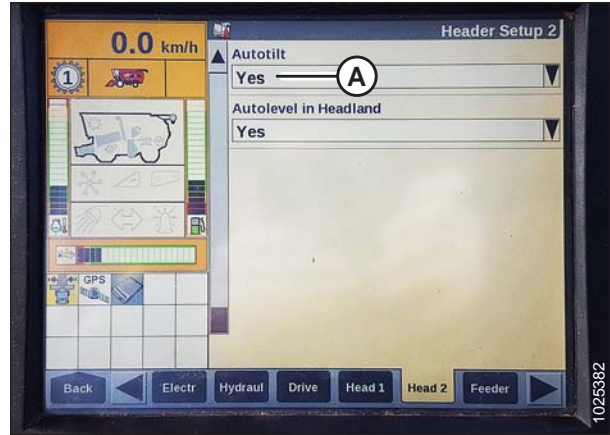 Header Setup 2
0.0 km/h
1
Autotilt
Yes
A
Autolevel in Headland
Yes
GPS
Back
Electr
Hydraul
Drive
Head 1
Head 2
Feeder
1025382